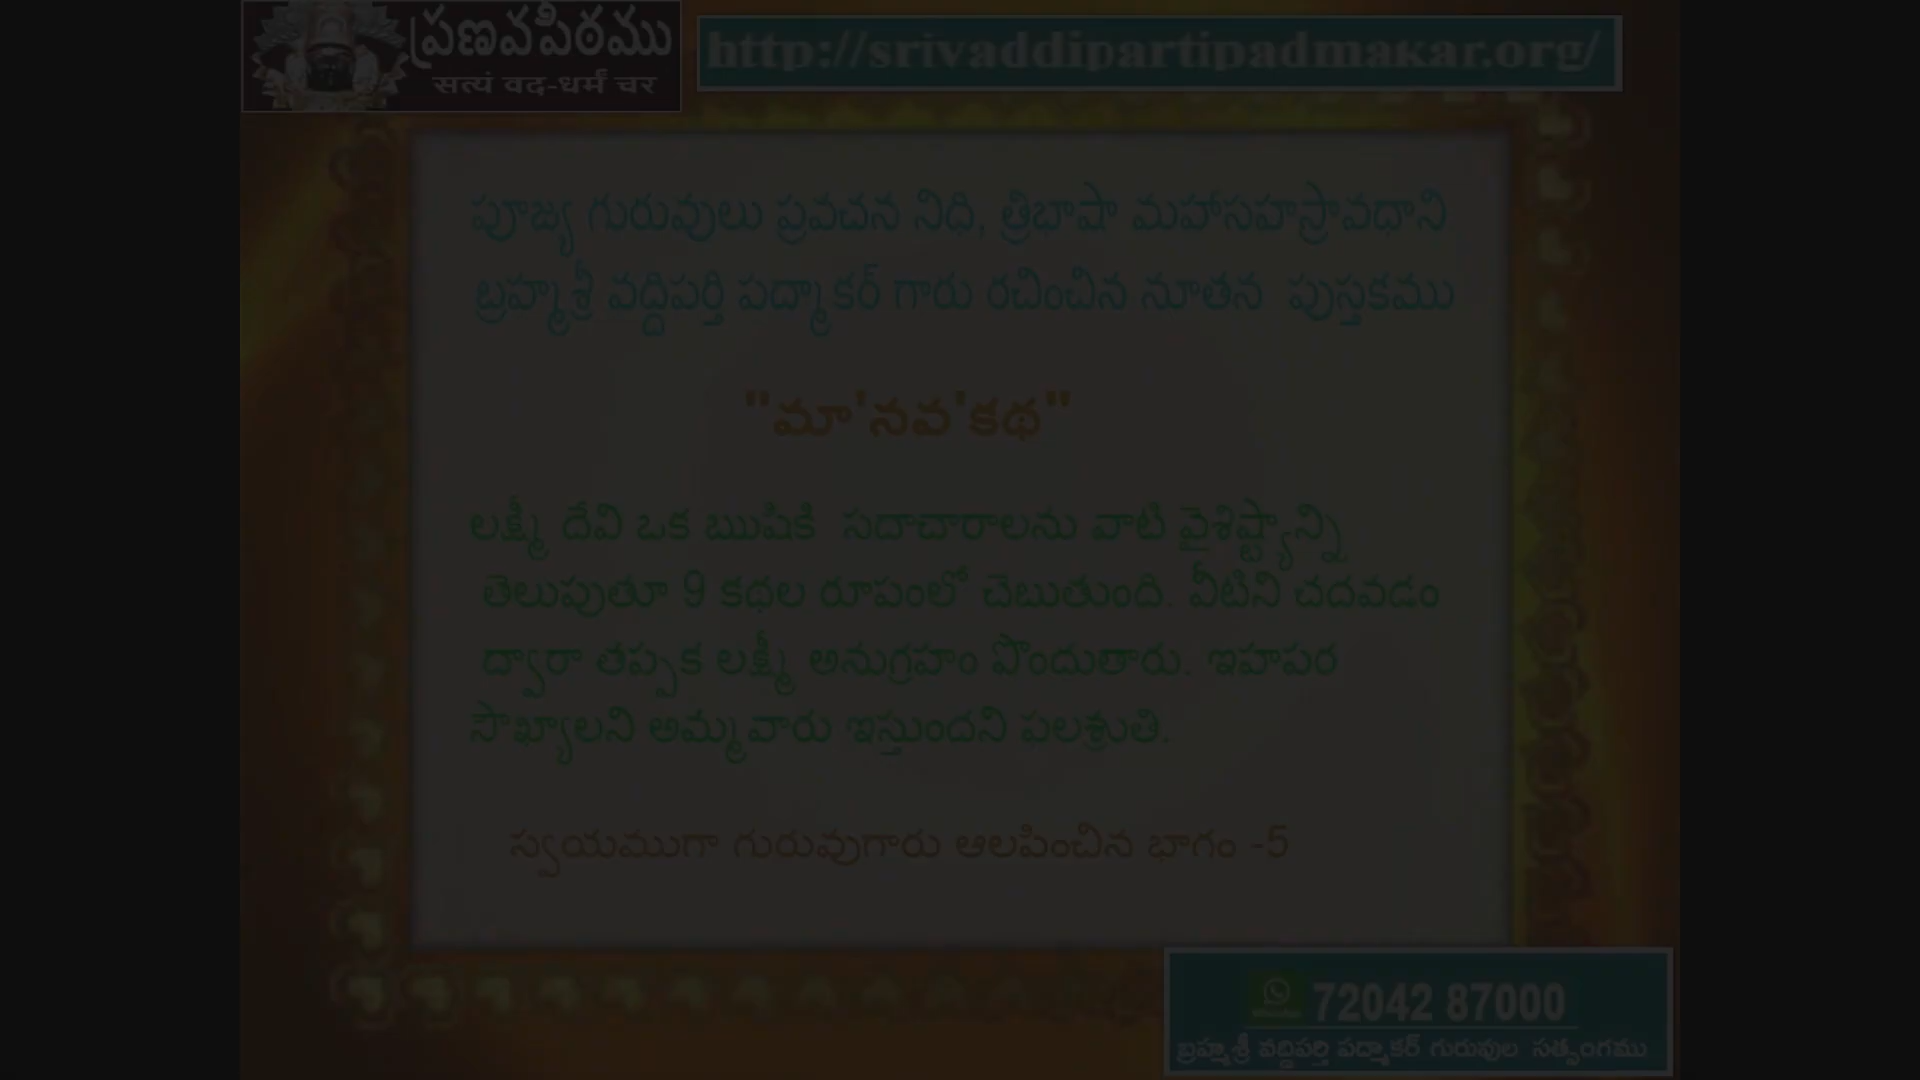 ప్రణవపీఠము
सत्यं वद-धर्मं चर
http://srivaddipartipadmakar.org/
పూజ్య గురువులు ప్రవచన నిధి, త్రిభాషా మహాసహస్రావధాని
బ్రహ్మశ్రీ వద్దిపర్తి పద్మాకర్ గారు రచించిన నూతన పుస్తకము
"మా'నవ'కథ"
లక్ష్మీ దేవి ఒక ఋషికి సదాచారాలను వాటి వైశిష్ట్యాన్ని
తెలుపుతూ 9 కథల రూపంలో చెబుతుంది. వీటిని చదవడం
ద్వారా తప్పక లక్ష్మీ అనుగ్రహం పొందుతారు. ఇహపర
సౌఖ్యాలని అమ్మవారు ఇస్తుందని ఫలశ్రుతి.
స్వయముగా గురువుగారు ఆలపించిన భాగం -5
72042 87000
బ్రహ్మశ్రీ వద్దిపర్తి పద్మాకర్ గురువుల సత్సంగము